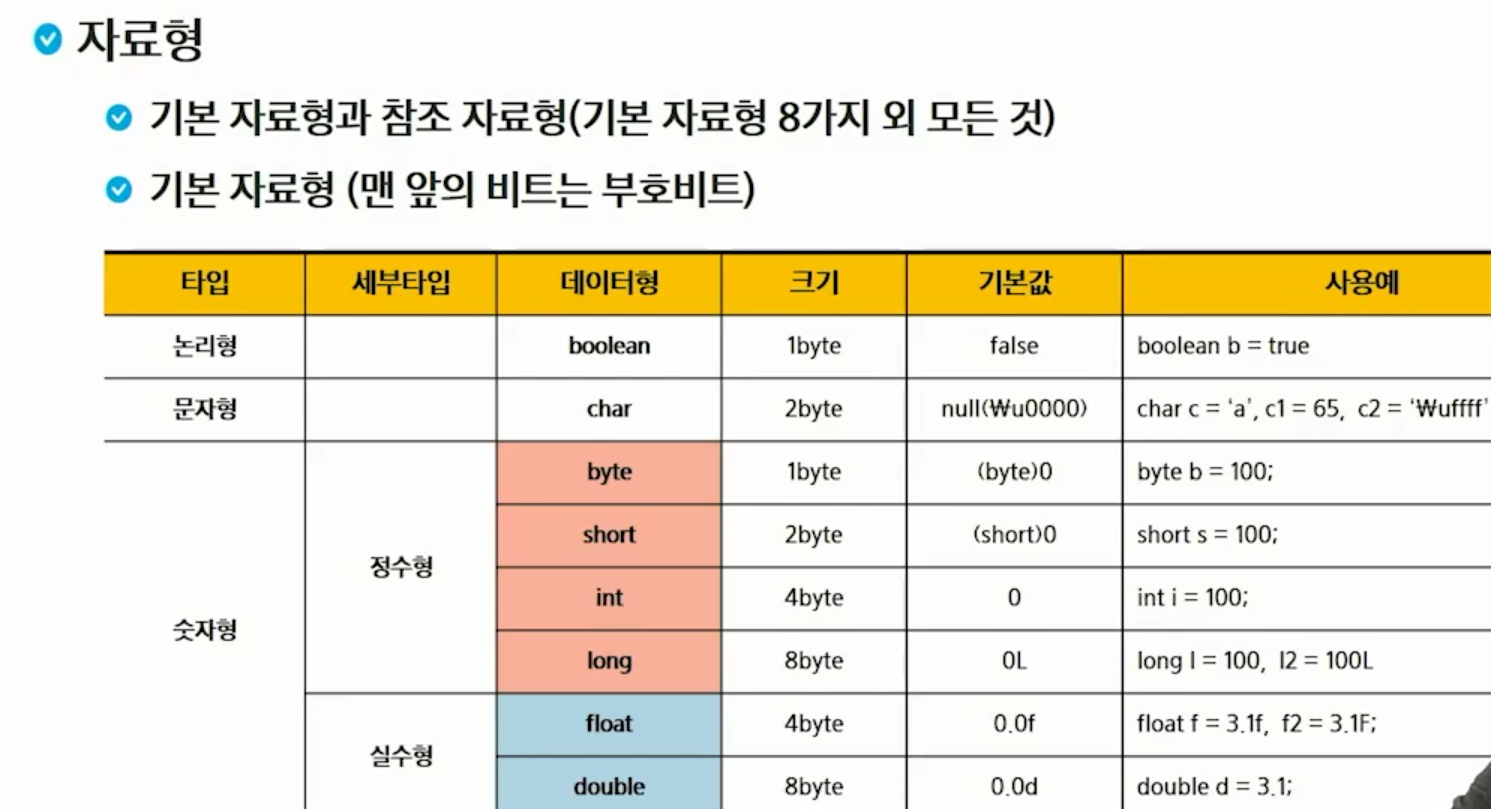 자료형
기본 자료형과 참조 자료형(기본 자료형 8가지 외 모든 것)
기본 자료형 (맨 앞의 비트는 부호비트)
타입 세부타입 데이터형 크기 기본값 사용예
논리형 boolean 1byte false boolean b = true
문자형 char 2byte null(₩u0000) char c = ‘a’, c1 = 65, c2 = ‘₩uffff’
숫자형 정수형 byte 1byte (byte)0 byte b = 100;
short 2byte (short)0 short s = 100;
int 4byte 0 int i = 100;
long 8byte 0L long l = 100, l2 = 100L
실수형 float 4byte 0.0f float f = 3.1f, f2 = 3.1F;
double 8byte 0.0d double d = 3.1;